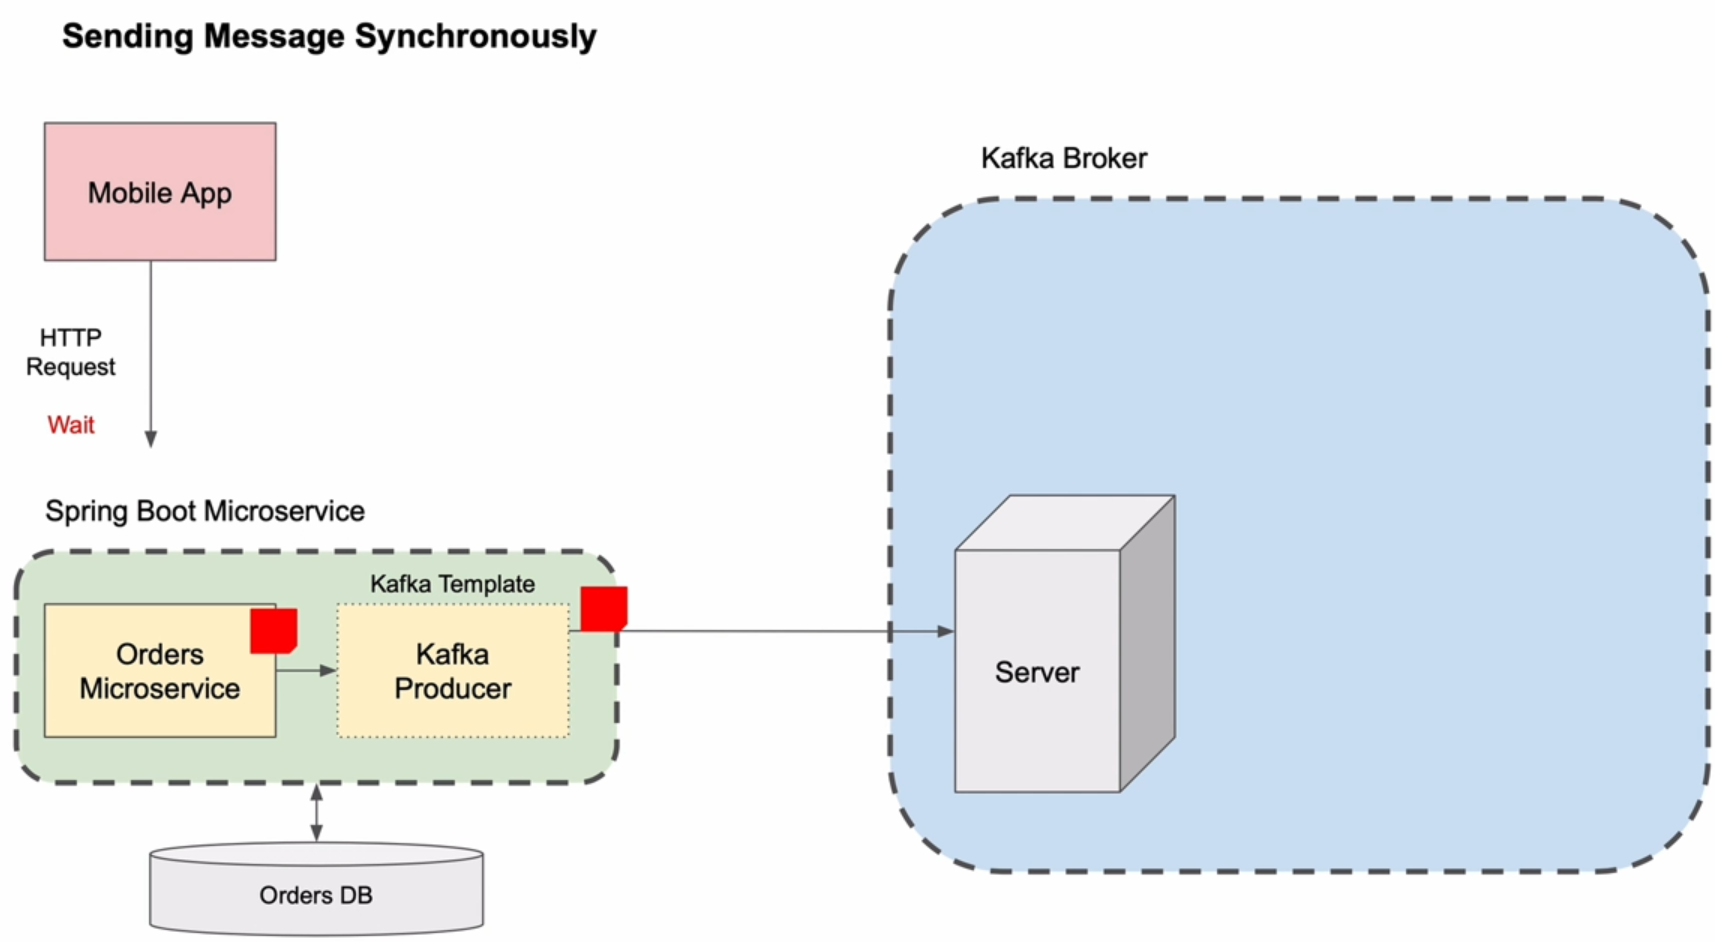 Sending Message Synchronously
Mobile App
Kafka Broker
HTTP
Request
Wait
Spring Boot Microservice
Kafka Template
Orders
Microservice
Kafka
Producer
Server
Orders DB